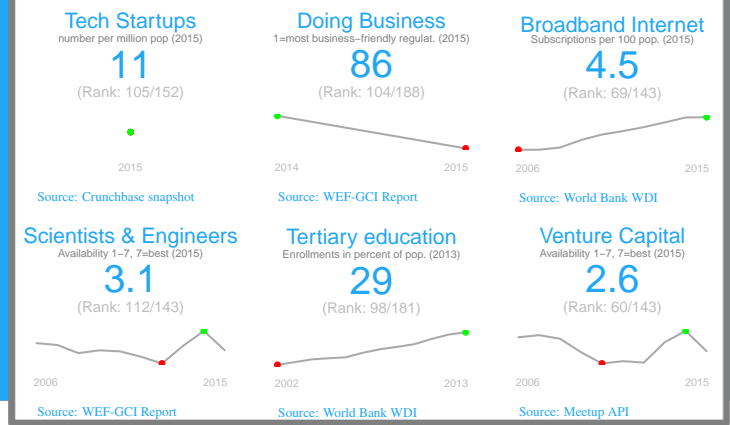 Tech Startups
number per million pop (2015)
11
(Rank: 105/152)
2015
Source: Crunchbase snapshot
Doing Business
1=most business−friendly regulat. (2015)
86
(Rank: 104/188)
2014 2015
Source: WEF-GCI Report
Broadband Internet
Subscriptions per 100 pop. (2015)
4.5
(Rank: 69/143)
2006 2015
Source: World Bank WDI
Scientists & Engineers
Availability 1−7, 7=best (2015)
3.1
(Rank: 112/143)
2006 2015
Source: WEF-GCI Report
Tertiary education
Enrollments in percent of pop. (2013)
29
(Rank: 98/181)
2002 2013
Source: World Bank WDI
Venture Capital
Availability 1−7, 7=best (2015)
2.6
(Rank: 60/143)
2006 2015
Source: Meetup API